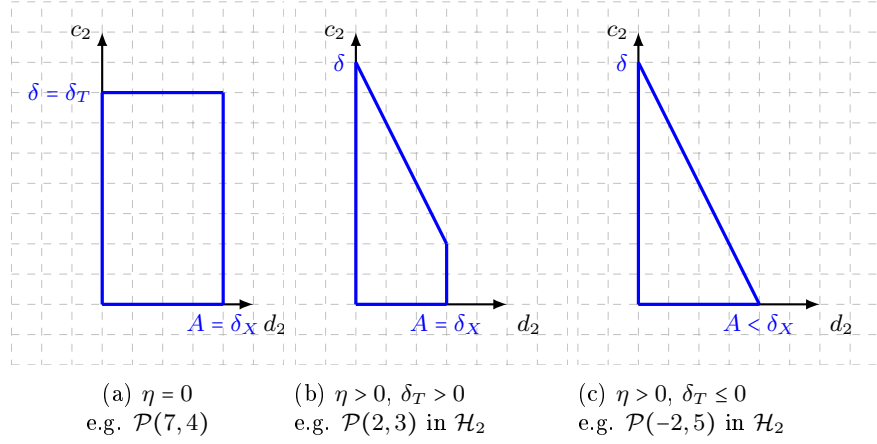 c₂
δ = δ_T
A = δ_X d₂
(a) η = 0
e.g. 𝒫(7, 4)
c₂
δ
A = δ_X d₂
(b) η > 0, δ_T > 0
e.g. 𝒫(2, 3) in ℋ₂
c₂
δ
A < δ_X d₂
(c) η > 0, δ_T ≤ 0
e.g. 𝒫(−2, 5) in ℋ₂